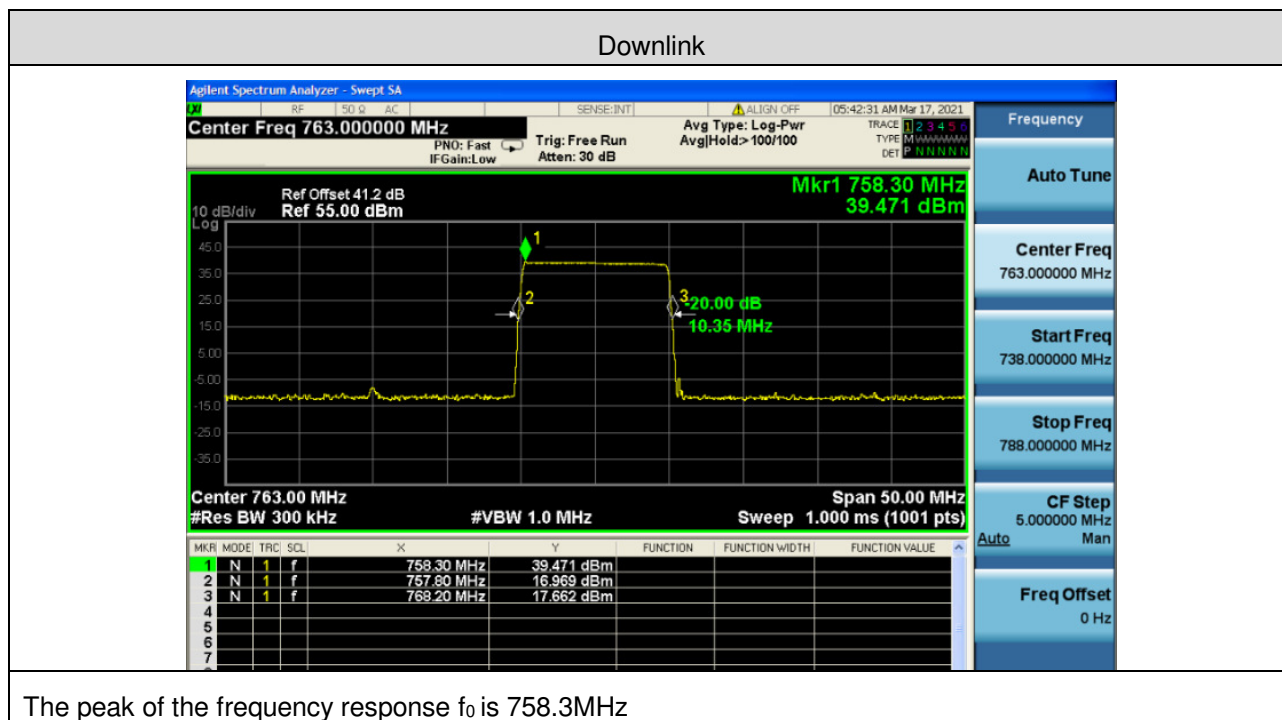 Downlink
Agilent Spectrum Analyzer - Swept SA
RF 50 Ω AC SENSE:INT ALIGN OFF 05:42:31 AM Mar 17, 2021
Center Freq 763.000000 MHz
PNO: Fast
IFGain:Low
Trig: Free Run
Atten: 30 dB
Avg Type: Log-Pwr
Avg|Hold:> 100/100
TRACE 1 2 3 4 5 6
TYPE M WWWWW
DET P N N N N N
Ref Offset 41.2 dB
10 dB/div Ref 55.00 dBm
Log
Mkr1 758.30 MHz
39.471 dBm
45.0
35.0
25.0
15.0
5.00
-5.00
-15.0
-25.0
-35.0
1
2
3
-20.00 dB
10.35 MHz
Center 763.00 MHz Span 50.00 MHz
#Res BW 300 kHz #VBW 1.0 MHz Sweep 1.000 ms (1001 pts)
MKR MODE TRC SCL X Y FUNCTION FUNCTION WIDTH FUNCTION VALUE
1 N 1 f 758.30 MHz 39.471 dBm
2 N 1 f 757.80 MHz 16.969 dBm
3 N 1 f 768.20 MHz 17.662 dBm
4
5
6
7
Frequency
Auto Tune
Center Freq
763.000000 MHz
Start Freq
738.000000 MHz
Stop Freq
788.000000 MHz
CF Step
5.000000 MHz
Auto Man
Freq Offset
0 Hz
The peak of the frequency response f₀ is 758.3MHz